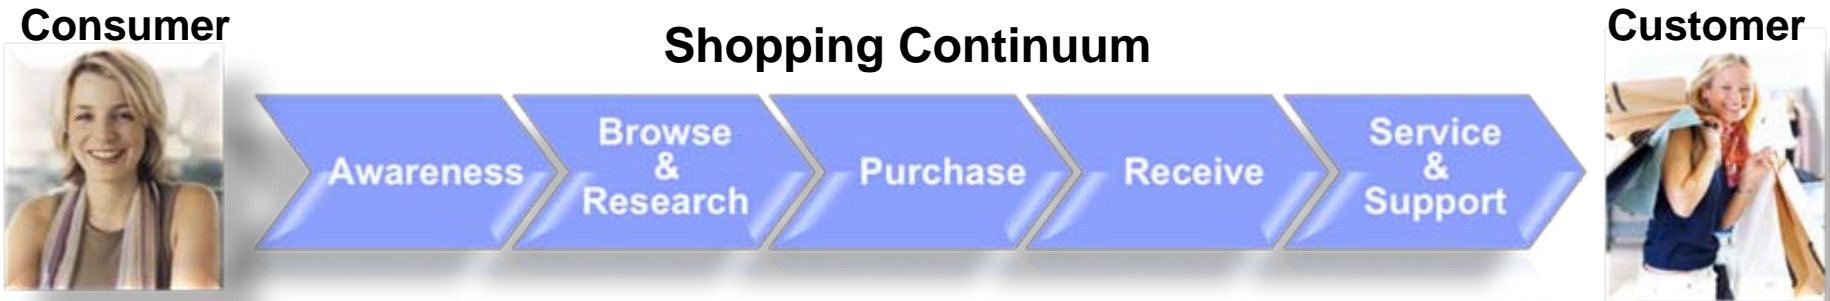 Consumer
Shopping Continuum
Customer
Awareness
Browse
&
Research
Purchase
Receive
Service
&
Support